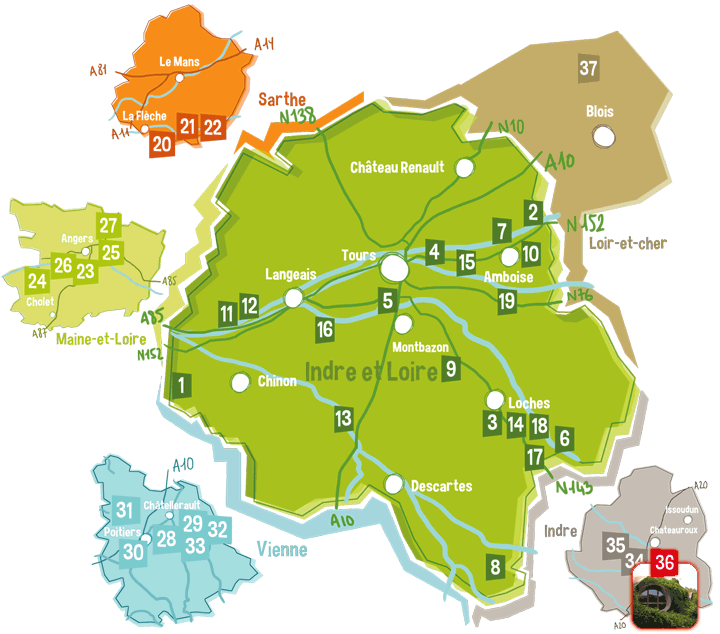 A14
A81
Le Mans
La Flèche
A11
20
21
22
Sarthe
N138
37
Blois
Loir-et-cher
N10
A10
Château Renault
N152
2
7
4
15
10
Tours
Amboise
19
N76
Langeais
11
12
16
5
Montbazon
9
Indre et Loire
A85
N152
1
Chinon
13
Loches
3
14
18
6
17
N143
Descartes
A10
8
27
Angers
25
26
23
24
Cholet
A85
A87
Maine-et-Loire
A10
31
Châtellerault
Poitiers
29
32
30
28
33
Vienne
Indre
A20
Issoudun
Chateauroux
35
34
36
A20